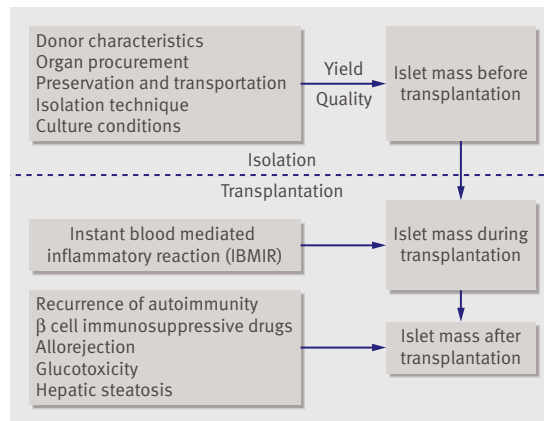 Donor characteristics
Organ procurement
Preservation and transportation
Isolation technique
Culture conditions
Yield
Quality
Islet mass before
transplantation
Isolation
Transplantation
Instant blood mediated
inflammatory reaction (IBMIR)
Islet mass during
transplantation
Recurrence of autoimmunity
β cell immunosuppressive drugs
Allorejection
Glucotoxicity
Hepatic steatosis
Islet mass after
transplantation